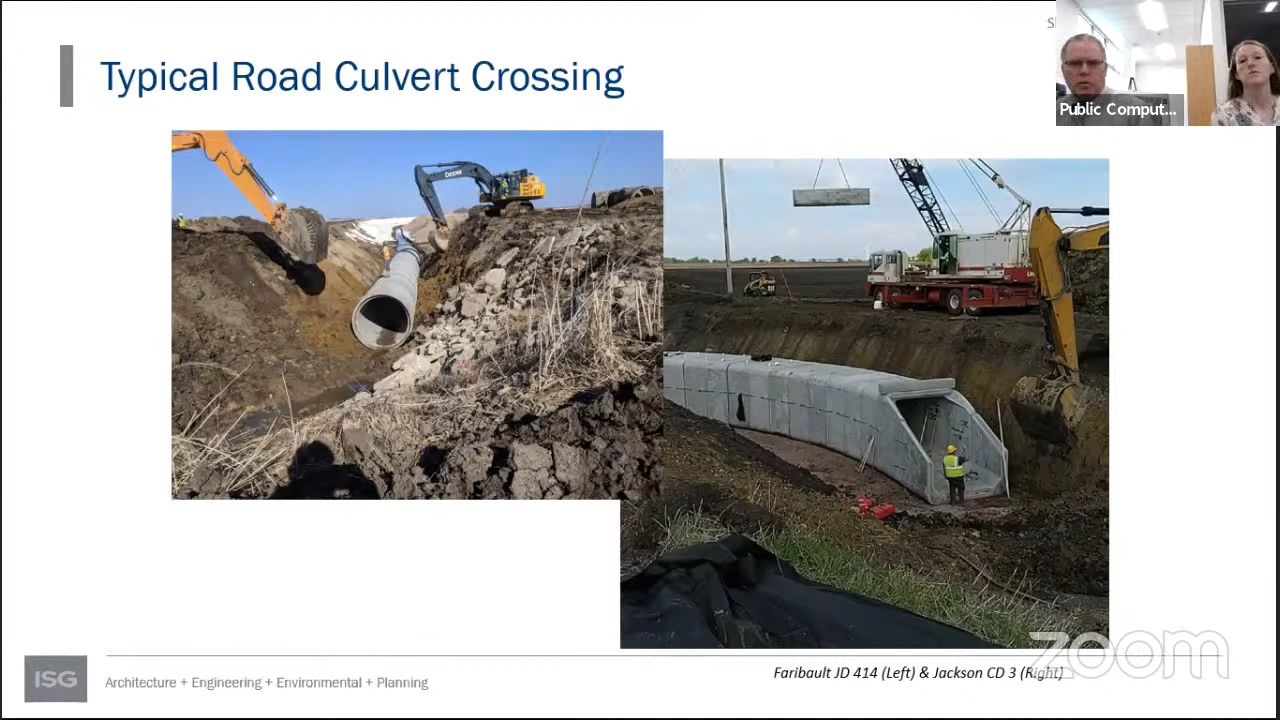 Typical Road Culvert Crossing
Public Comput...
DEERE
ISG
Architecture + Engineering + Environmental + Planning
Faribault JD 414 (Left) & Jackson CD 3 (Right)
zoom